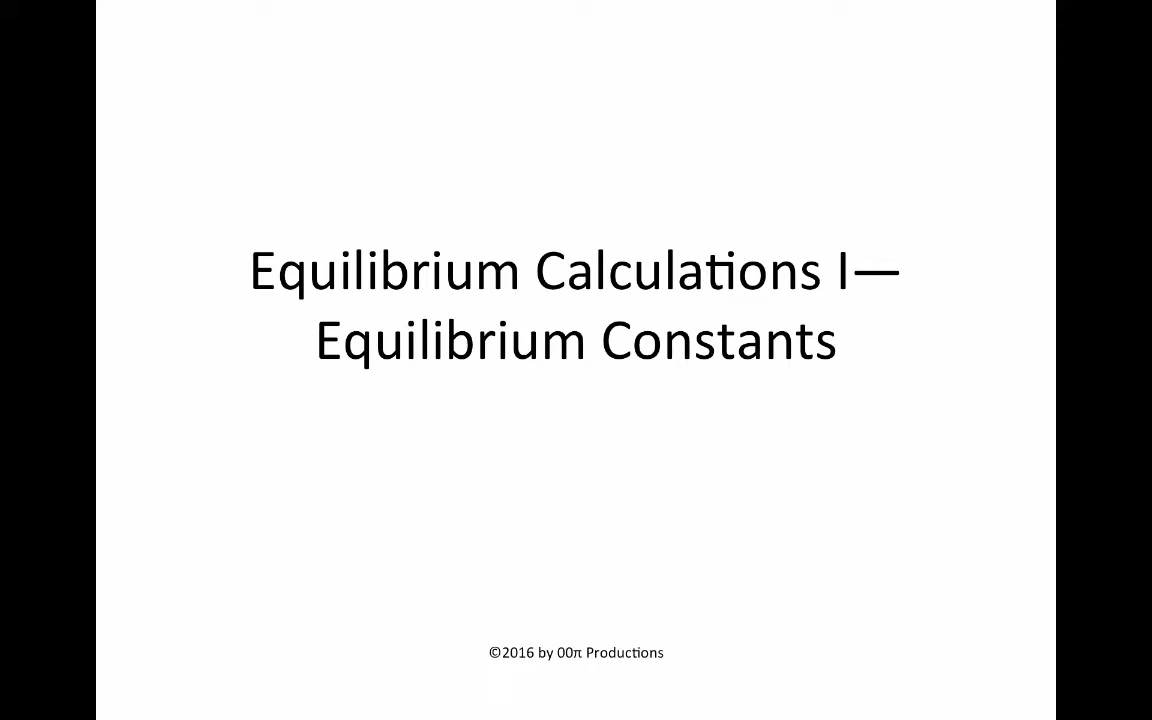 Equilibrium Calculations I—
Equilibrium Constants
©2016 by 00π Productions